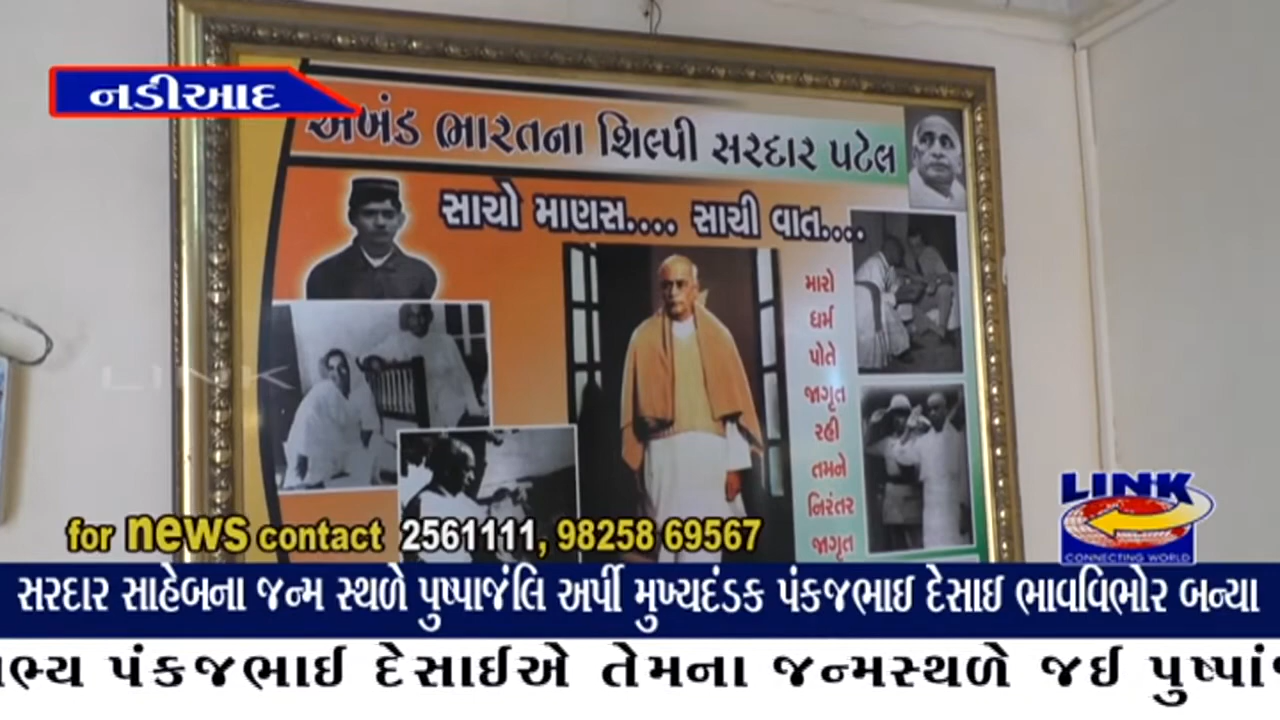 નડીઆદ
અખંડ ભારતના શિલ્પી સરદાર પટેલ
સાચો માણસ.... સાચી વાત....
મારો
ધર્મ
પોતે
જાગૃત
રહી
તમને
નિરંતર
જાગૃત
LINK
for news contact 2561111, 98258 69567
LINK
CONNECTING WORLD
સરદાર સાહેબના જન્મ સ્થળે પુષ્પાજંલિ અર્પી મુખ્યદંડક પંકજભાઇ દેસાઇ ભાવવિભોર બન્યા
ભ્ય પંકજભાઈ દેસાઈએ તેમના જન્મસ્થળે જઈ પુષ્પાં